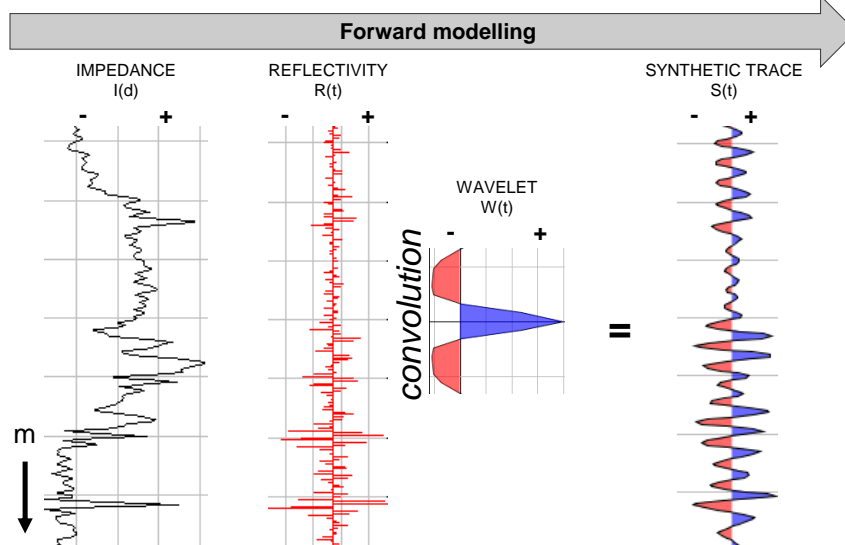 Forward modelling
IMPEDANCE
I(d)
- +
REFLECTIVITY
R(t)
- +
WAVELET
W(t)
- +
convolution
=
SYNTHETIC TRACE
S(t)
- +
m